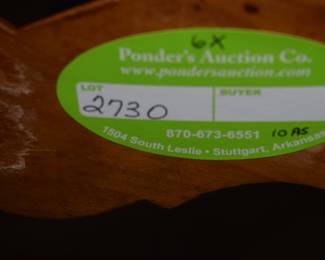 6X
Ponder's Auction Co.
www.pondersauction.com
LOT
BUYER
2730
870-673-6551 10 AS
1504 South Leslie • Stuttgart, Arkansas